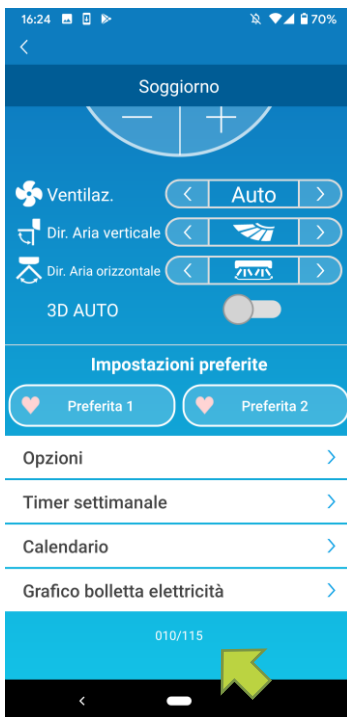 16:24 70%
Soggiorno
Ventilaz. Auto
Dir. Aria verticale
Dir. Aria orizzontale
3D AUTO
Impostazioni preferite
Preferita 1 Preferita 2
Opzioni
Timer settimanale
Calendario
Grafico bolletta elettricità
010/115